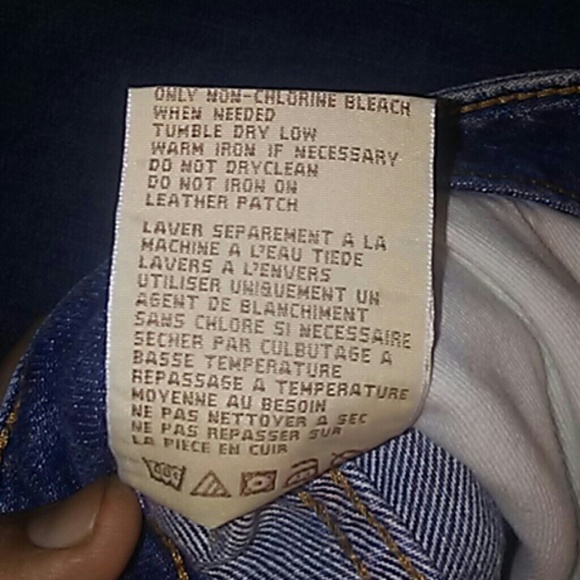 ONLY NON-CHLORINE BLEACH
WHEN NEEDED
TUMBLE DRY LOW
WARM IRON IF NECESSARY
DO NOT DRYCLEAN
DO NOT IRON ON
LEATHER PATCH
LAVER SEPAREMENT A LA
MACHINE A L'EAU TIEDE
LAVERS A L'ENVERS
UTILISER UNIQUEMENT UN
AGENT DE BLANCHIMENT
SANS CHLORE SI NECESSAIRE
SECHER PAR CULBUTAGE A
BASSE TEMPERATURE
REPASSAGE A TEMPERATURE
MOYENNE AU BESOIN
NE PAS NETTOYER A SEC
NE PAS REPASSER SUR
LA PIECE EN CUIR